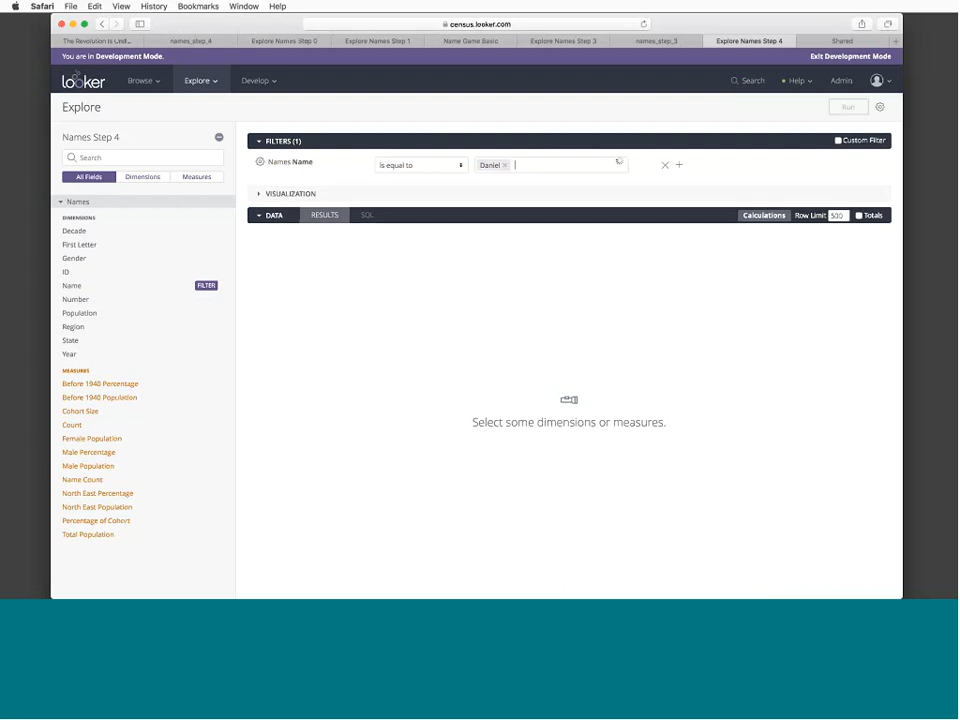 Safari File Edit View History Bookmarks Window Help
census.looker.com
The Revolution Is Undl... names_step_4 Explore Names Step 0 Explore Names Step 1 Name Game Basic Explore Names Step 3 names_step_3 Explore Names Step 4 Shared +
You are in Development Mode. Exit Development Mode
looker Browse Explore Develop Search Help Admin
Explore Run
Names Step 4
Search
All Fields Dimensions Measures
Names
DIMENSIONS
Decade
First Letter
Gender
ID
Name FILTER
Number
Population
Region
State
Year
MEASURES
Before 1940 Percentage
Before 1940 Population
Cohort Size
Count
Female Population
Male Percentage
Male Population
Name Count
North East Percentage
North East Population
Percentage of Cohort
Total Population
FILTERS (1) Custom Filter
Names Name is equal to Daniel
VISUALIZATION
DATA RESULTS SQL Calculations Row Limit 500 Totals
Select some dimensions or measures.